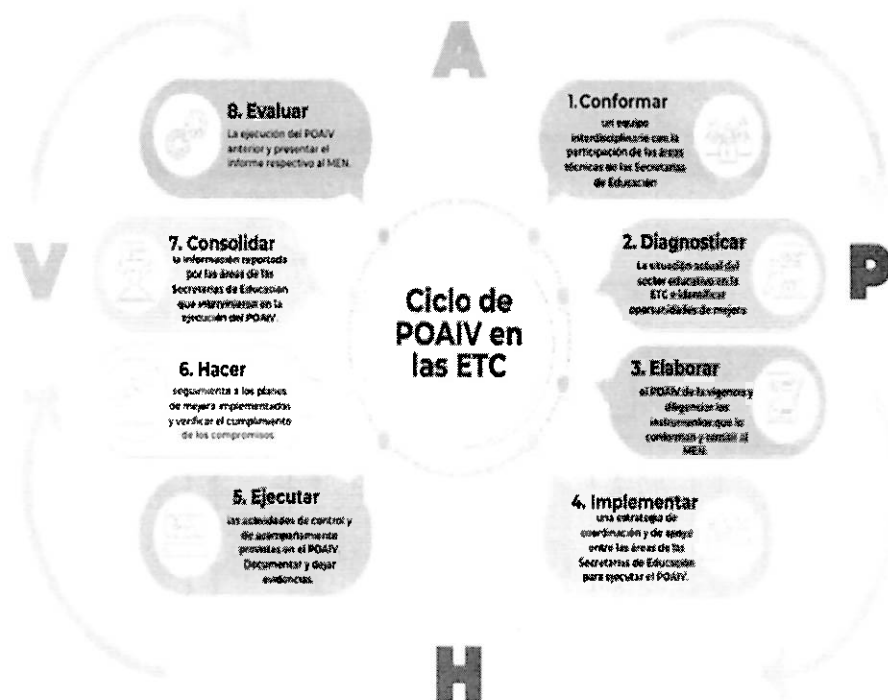 A
8. Evaluar
La ejecución del POAIV
anterior y presentar el
informe respectivo al MEN.
1. Conformar
un equipo
interdisciplinario con la
participación de las áreas
técnicas de las Secretarías
de Educación
V
7. Consolidar
la información reportada
por las áreas de las
Secretarías de Educación
que intervinieron en la
ejecución del POAIV.
2. Diagnosticar
La situación actual del
sector educativo en la
ETC e identificar
oportunidades de mejora
P
Ciclo de
POAIV en
las ETC
6. Hacer
seguimiento a los planes
de mejora implementados
y verificar el cumplimiento
de los compromisos
3. Elaborar
el POAIV de la vigencia y
diligenciar los
instrumentos que lo
conforman y al
MEN.
5. Ejecutar
las actividades de control y
de acompañamiento
previstas en el POAIV.
Documentar y dejar
evidencias.
4. Implementar
una estrategia de
coordinación y de apoyo
entre las áreas de las
Secretarías de Educación
para ejecutar el POAIV.
H